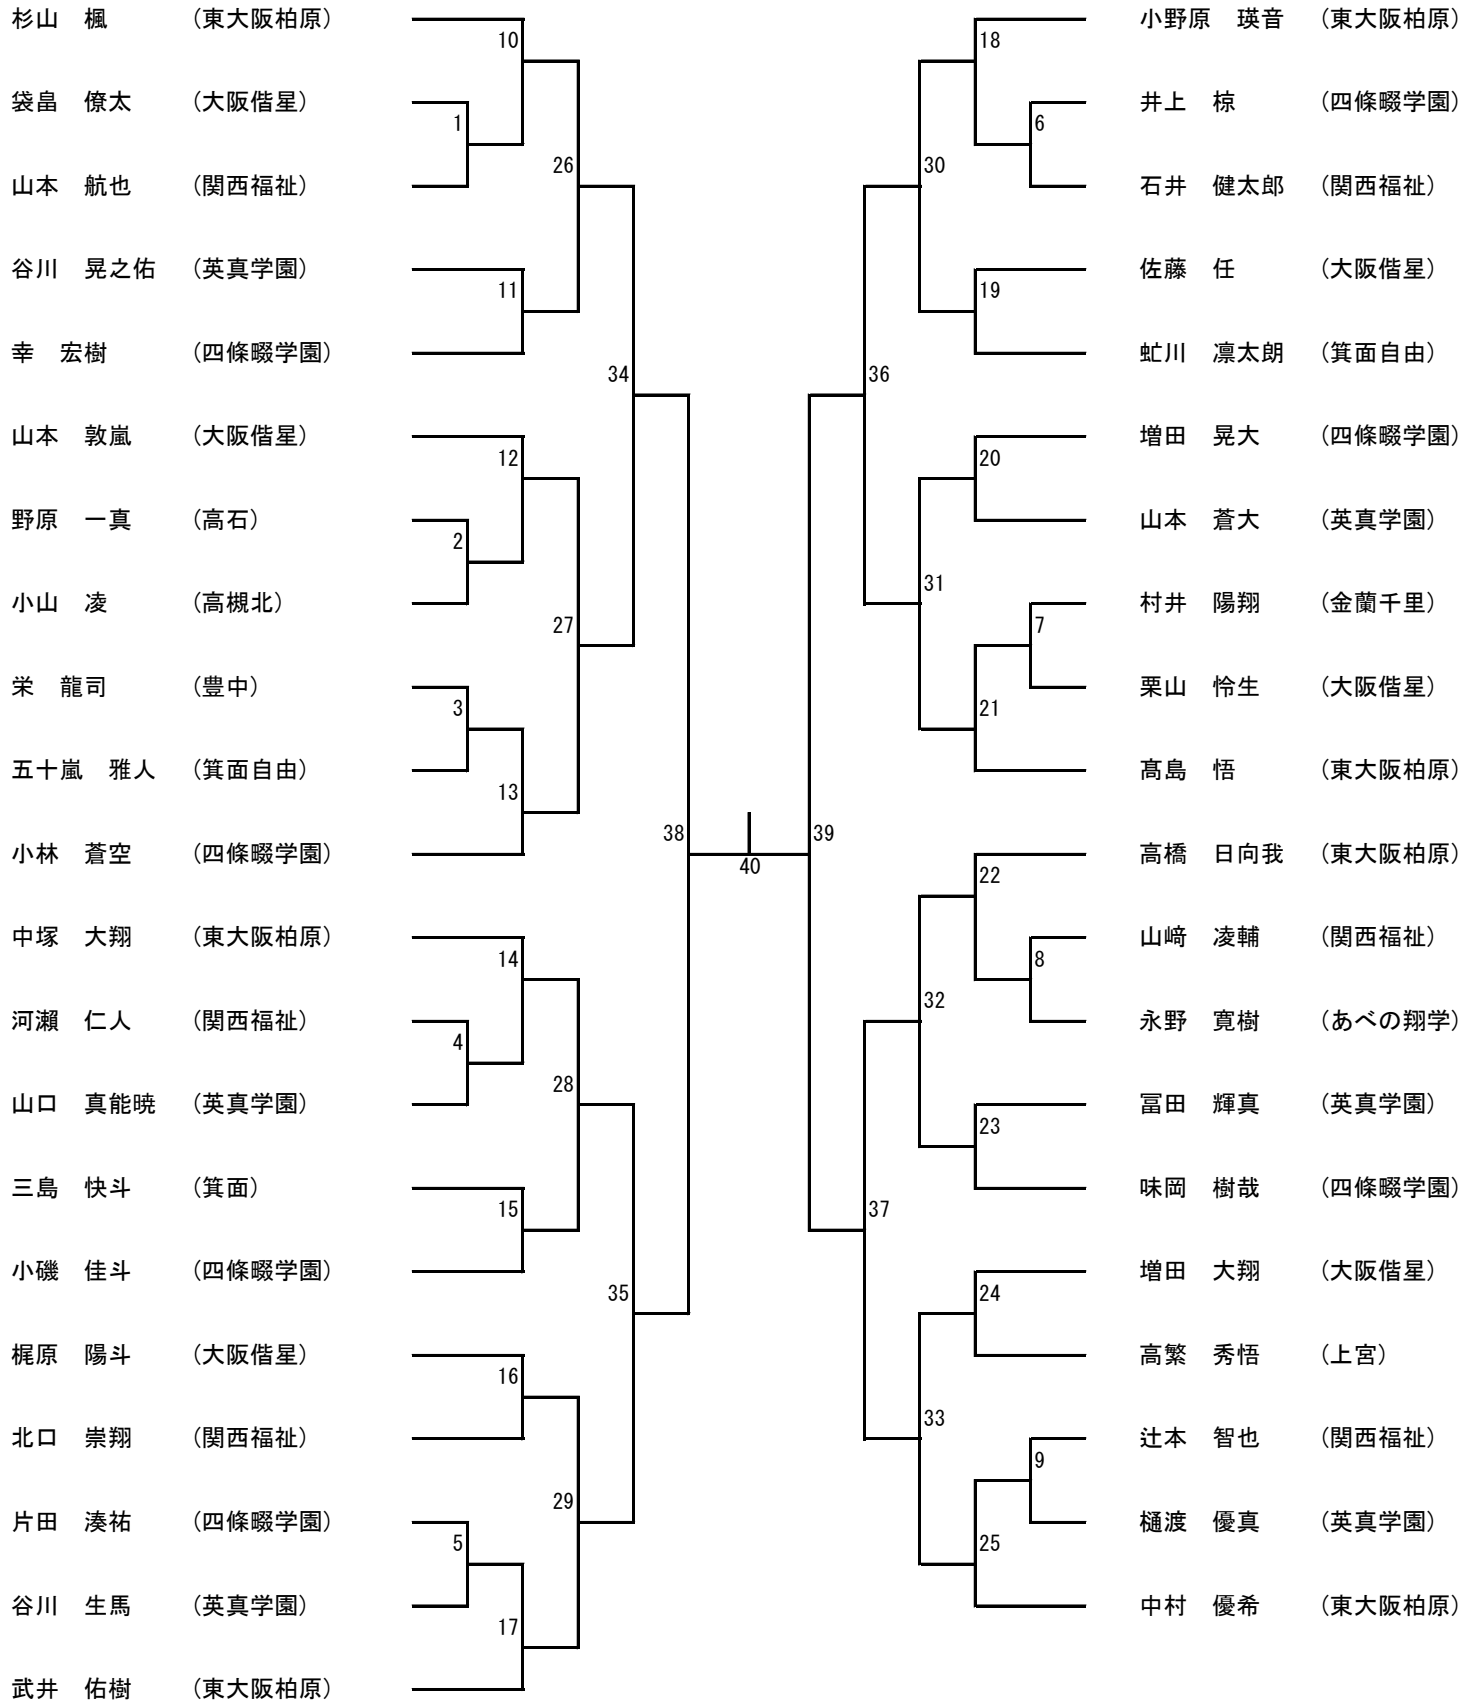 杉山　楓　（東大阪柏原）
10
袋畠　僚太　（大阪偕星）
1
山本　航也　（関西福祉）
26
谷川　晃之佑　（英真学園）
11
幸　宏樹　（四條畷学園）
34
山本　敦嵐　（大阪偕星）
12
野原　一真　（高石）
2
小山　凌　（高槻北）
27
栄　龍司　（豊中）
3
五十嵐　雅人　（箕面自由）
13
小林　蒼空　（四條畷学園）
38
中塚　大翔　（東大阪柏原）
14
河瀬　仁人　（関西福祉）
4
山口　真能暁　（英真学園）
28
三島　快斗　（箕面）
15
小磯　佳斗　（四條畷学園）
35
梶原　陽斗　（大阪偕星）
16
北口　崇翔　（関西福祉）
29
片田　湊祐　（四條畷学園）
5
谷川　生馬　（英真学園）
17
武井　佑樹　（東大阪柏原）
40
小野原　瑛音　（東大阪柏原）
18
井上　椋　（四條畷学園）
6
石井　健太郎　（関西福祉）
30
佐藤　任　（大阪偕星）
19
虻川　凛太朗　（箕面自由）
36
増田　晃大　（四條畷学園）
20
山本　蒼大　（英真学園）
31
村井　陽翔　（金蘭千里）
7
栗山　怜生　（大阪偕星）
21
髙島　悟　（東大阪柏原）
39
高橋　日向我　（東大阪柏原）
22
山﨑　凌輔　（関西福祉）
8
永野　寛樹　（あべの翔学）
32
冨田　輝真　（英真学園）
23
味岡　樹哉　（四條畷学園）
37
増田　大翔　（大阪偕星）
24
高繁　秀悟　（上宮）
33
辻本　智也　（関西福祉）
9
樋渡　優真　（英真学園）
25
中村　優希　（東大阪柏原）